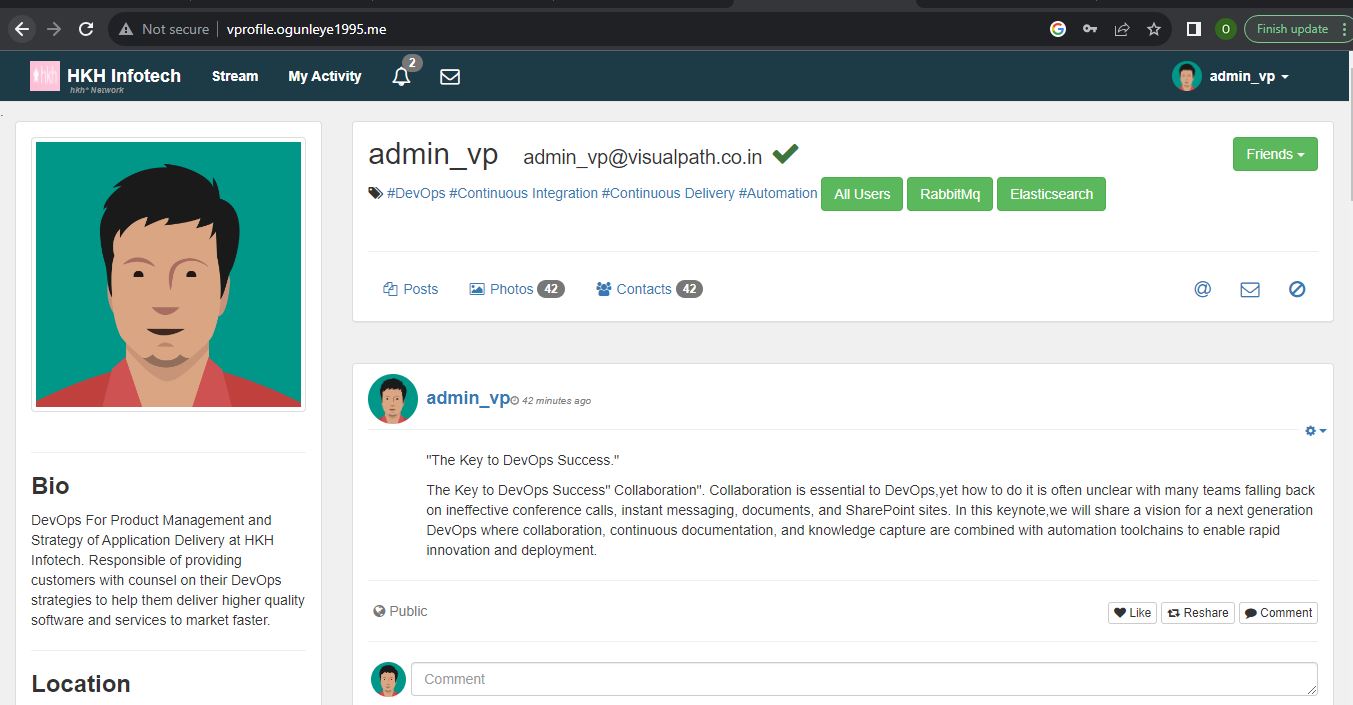 Not secure vprofile.ogunleye1995.me O Finish update
hkh HKH Infotech Stream My Activity 2 admin_vp
hkh* Network
admin_vp admin_vp@visualpath.co.in Friends
#DevOps #Continuous Integration #Continuous Delivery #Automation All Users RabbitMq Elasticsearch
Posts Photos 42 Contacts 42 @
admin_vp 42 minutes ago
"The Key to DevOps Success."
The Key to DevOps Success" Collaboration". Collaboration is essential to DevOps,yet how to do it is often unclear with many teams falling back
on ineffective conference calls, instant messaging, documents, and SharePoint sites. In this keynote,we will share a vision for a next generation
DevOps where collaboration, continuous documentation, and knowledge capture are combined with automation toolchains to enable rapid
innovation and deployment.
Public Like Reshare Comment
Comment
Bio
DevOps For Product Management and
Strategy of Application Delivery at HKH
Infotech. Responsible of providing
customers with counsel on their DevOps
strategies to help them deliver higher quality
software and services to market faster.
Location